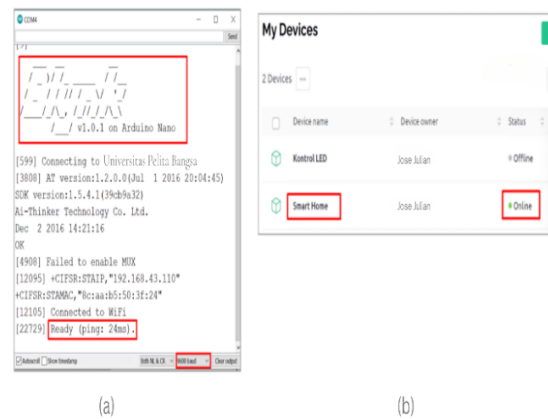 COM4
Send
/ v1.0.1 on Arduino Nano
[599] Connecting to Universitas Pelita Bangsa
[3808] AT version:1.2.0.0(Jul 1 2016 20:04:45)
SDK version:1.5.4.1(39cb9a32)
Ai-Thinker Technology Co. Ltd.
Dec 2 2016 14:21:16
OK
[4908] Failed to enable MUX
[12095] +CIFSR:STAIP,"192.168.43.110"
+CIFSR:STAMAC,"8c:aa:b5:50:3f:24"
[12105] Connected to WiFi
[22729] Ready (ping: 24ms).
Autoscroll Show timestamp Both NL & CR 9600 baud Clear output
(a)
My Devices
2 Devices
Device name Device owner Status
Kontrol LED Jose Julian Offline
Smart Home Jose Julian Online
(b)